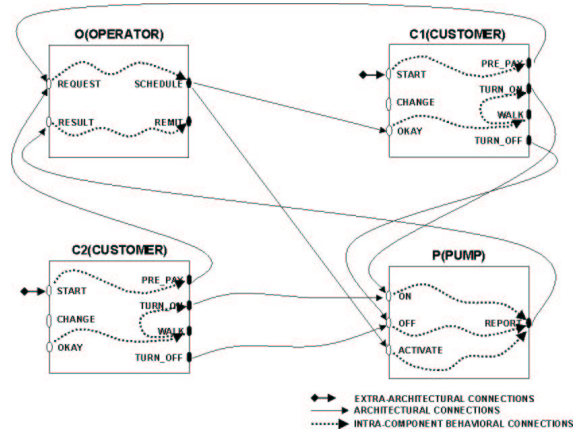 O(OPERATOR)
REQUEST
SCHEDULE
RESULT
REMIT
C1(CUSTOMER)
PRE_PAY
START
TURN_ON
CHANGE
WALK
OKAY
TURN_OFF
C2(CUSTOMER)
PRE_PAY
START
TURN_ON
CHANGE
WALK
OKAY
TURN_OFF
P(PUMP)
ON
OFF
REPORT
ACTIVATE
EXTRA-ARCHITECTURAL CONNECTIONS
ARCHITECTURAL CONNECTIONS
INTRA-COMPONENT BEHAVIORAL CONNECTIONS